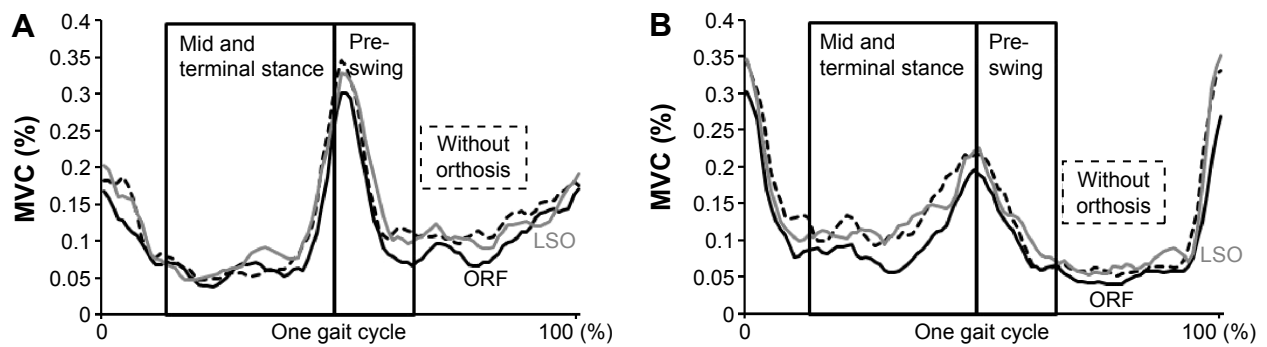 A
MVC (%)
0.4
0.35
0.3
0.25
0.2
0.15
0.1
0.05
0
Mid and
terminal stance
Pre-
swing
Without
orthosis
LSO
ORF
0
One gait cycle
100 (%)
B
MVC (%)
0.4
0.35
0.3
0.25
0.2
0.15
0.1
0.05
0
Mid and
terminal stance
Pre-
swing
Without
orthosis
LSO
ORF
0
One gait cycle
100 (%)